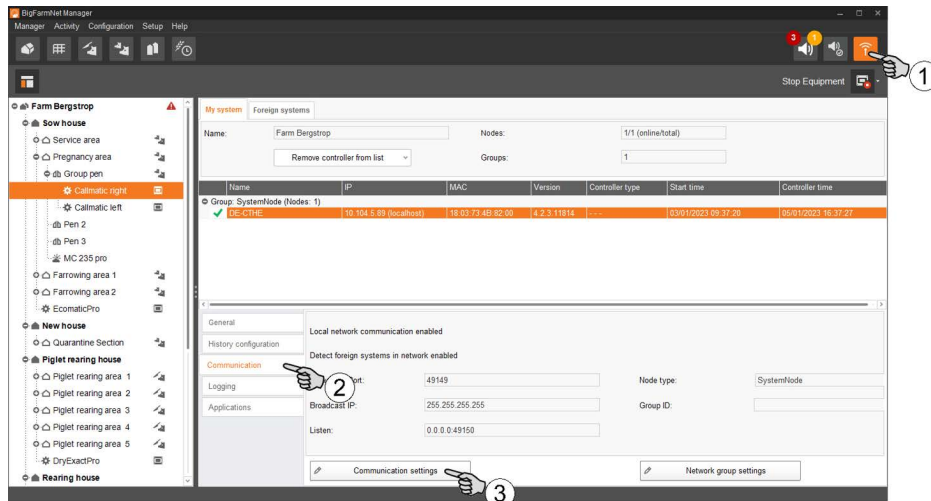 BigFarmNet Manager
Manager Activity Configuration Setup Help
3 1
1
Stop Equipment
Farm Bergstrop
Sow house
Service area
Pregnancy area
Group pen
Callmatic right
Callmatic left
Pen 2
Pen 3
MC 235 pro
Farrowing area 1
Farrowing area 2
EcomaticPro
New house
Quarantine Section
Piglet rearing house
Piglet rearing area 1
Piglet rearing area 2
Piglet rearing area 3
Piglet rearing area 4
Piglet rearing area 5
DryExactPro
Rearing house
My system Foreign systems
Name: Farm Bergstrop Nodes: 1/1 (online/total)
Remove controller from list Groups: 1
Name IP MAC Version Controller type Start time Controller time
Group: SystemNode (Nodes: 1)
DE-CTHE 10.104.5.89 (localhost) 18:03:73:4B:82:00 4.2.3.11814 - - - 03/01/2023 09:37:20 05/01/2023 16:37:27
General
History configuration
Communication
Logging
Applications
2
Local network communication enabled
Detect foreign systems in network enabled
ort: 49149 Node type: SystemNode
Broadcast IP: 255.255.255.255 Group ID:
Listen: 0.0.0.0:49150
Communication settings Network group settings
3